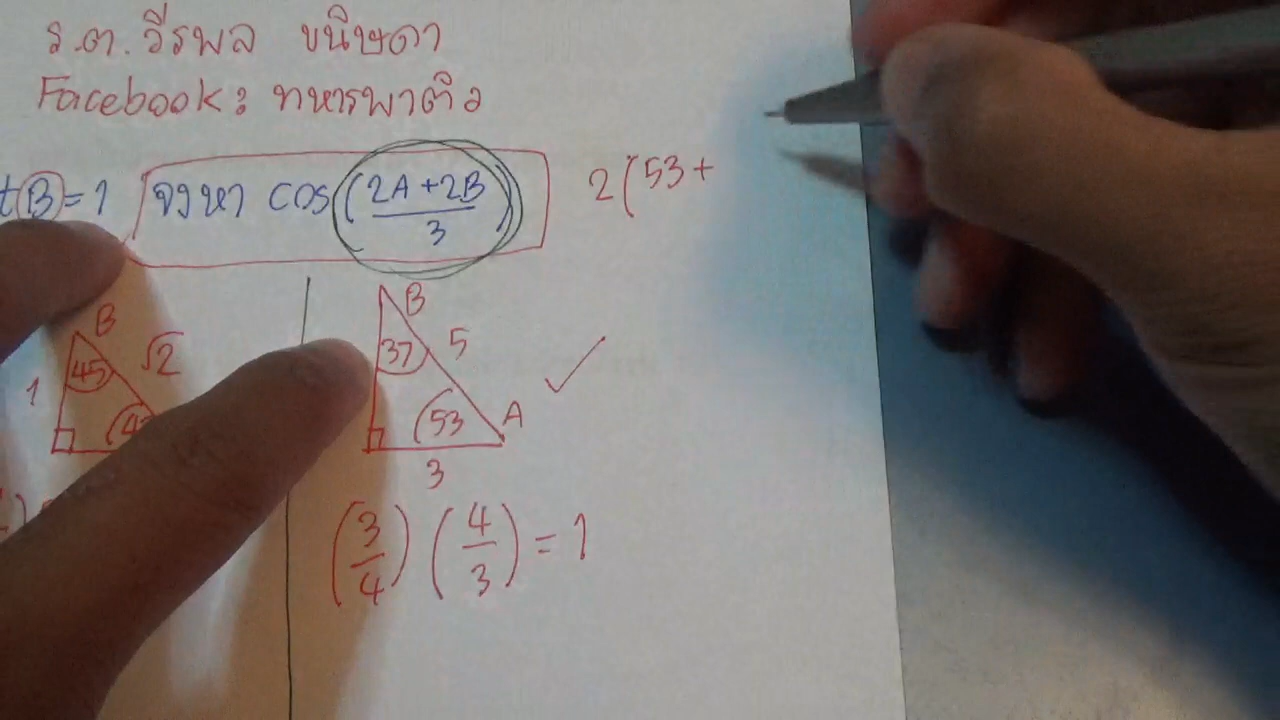 ร.ต. วีรพล ขนิษดา
Facebook: ทหารพาติว
tB = 1 จงหา cos (2A + 2B / 3) 2(53 +
B
1 45 √2
B
37 5
53 A
3
(3/4) (4/3) = 1